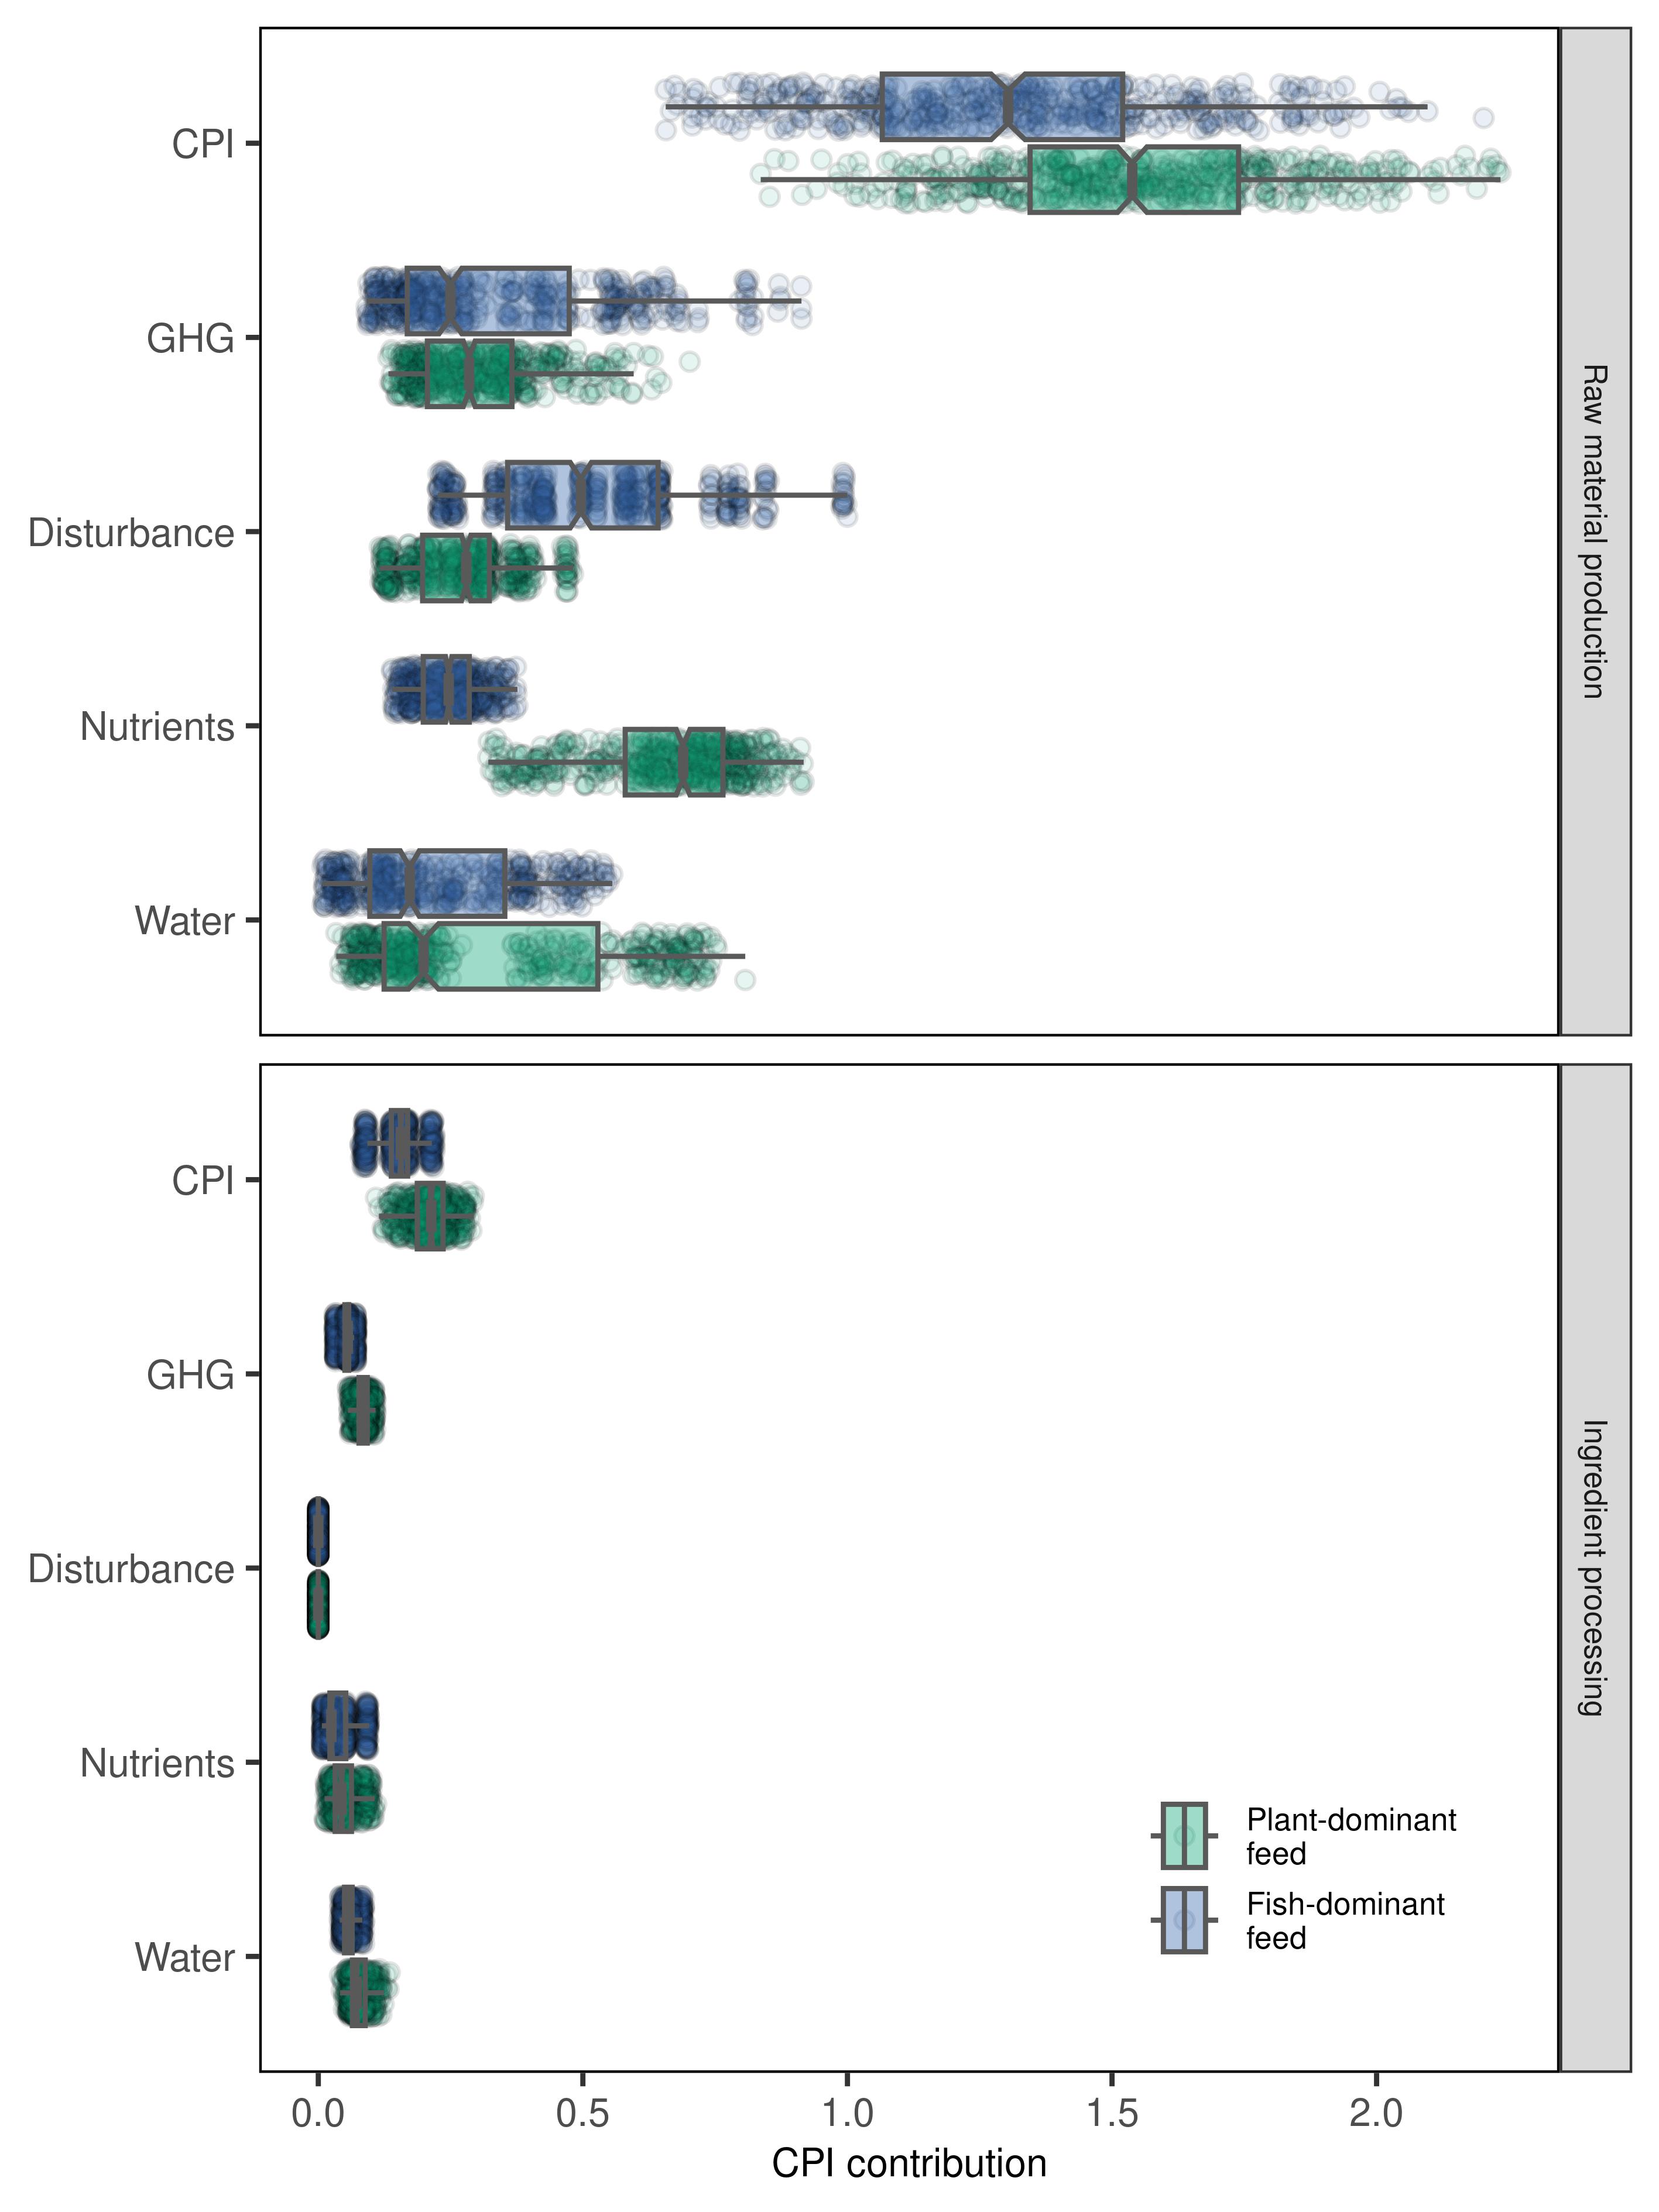 CPI
GHG
Disturbance
Nutrients
Water
Raw material production
CPI
GHG
Disturbance
Nutrients
Water
Ingredient processing
Plant-dominant
feed
Fish-dominant
feed
0.0 0.5 1.0 1.5 2.0
CPI contribution